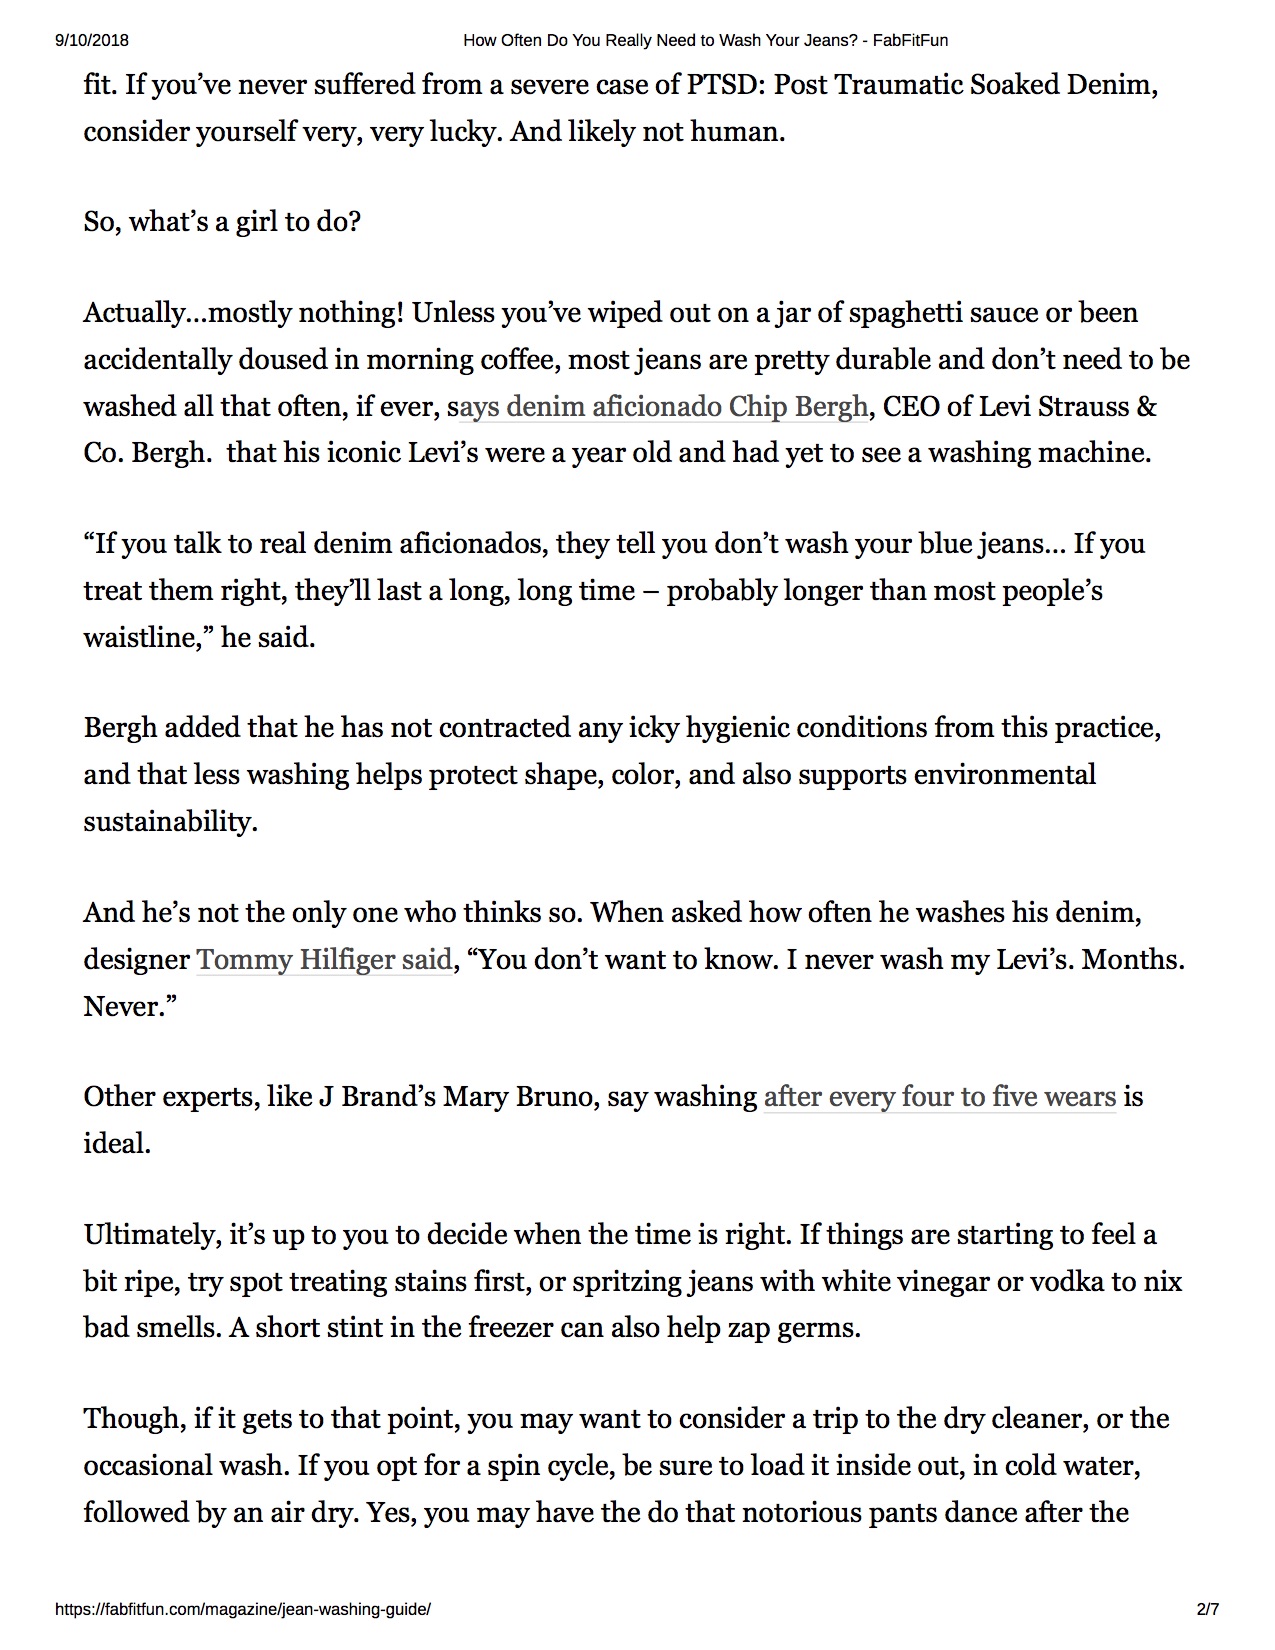 9/10/2018 How Often Do You Really Need to Wash Your Jeans? - FabFitFun
fit. If you’ve never suffered from a severe case of PTSD: Post Traumatic Soaked Denim,
consider yourself very, very lucky. And likely not human.
So, what’s a girl to do?
Actually...mostly nothing! Unless you’ve wiped out on a jar of spaghetti sauce or been
accidentally doused in morning coffee, most jeans are pretty durable and don’t need to be
washed all that often, if ever, says denim aficionado Chip Bergh, CEO of Levi Strauss &
Co. Bergh.  that his iconic Levi’s were a year old and had yet to see a washing machine.
“If you talk to real denim aficionados, they tell you don’t wash your blue jeans... If you
treat them right, they’ll last a long, long time – probably longer than most people’s
waistline,” he said.
Bergh added that he has not contracted any icky hygienic conditions from this practice,
and that less washing helps protect shape, color, and also supports environmental
sustainability.
And he’s not the only one who thinks so. When asked how often he washes his denim,
designer Tommy Hilfiger said, “You don’t want to know. I never wash my Levi’s. Months.
Never.”
Other experts, like J Brand’s Mary Bruno, say washing after every four to five wears is
ideal.
Ultimately, it’s up to you to decide when the time is right. If things are starting to feel a
bit ripe, try spot treating stains first, or spritzing jeans with white vinegar or vodka to nix
bad smells. A short stint in the freezer can also help zap germs.
Though, if it gets to that point, you may want to consider a trip to the dry cleaner, or the
occasional wash. If you opt for a spin cycle, be sure to load it inside out, in cold water,
followed by an air dry. Yes, you may have the do that notorious pants dance after the
https://fabfitfun.com/magazine/jean-washing-guide/ 2/7